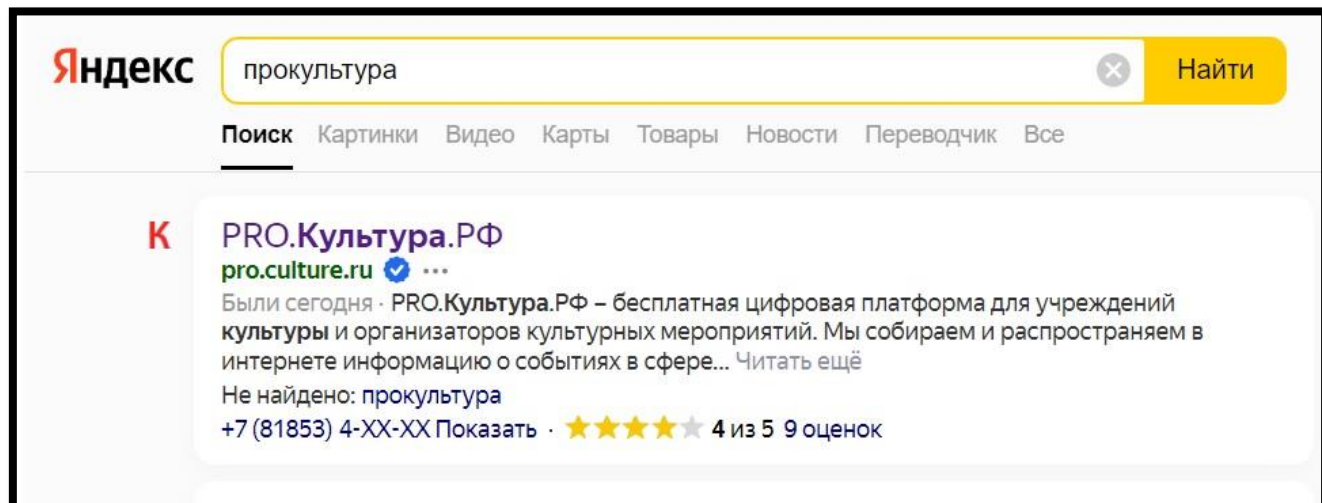 Яндекс
прокультура
Найти
Поиск Картинки Видео Карты Товары Новости Переводчик Все
К
PRO.Культура.РФ
pro.culture.ru
Были сегодня · PRO.Культура.РФ – бесплатная цифровая платформа для учреждений
культуры и организаторов культурных мероприятий. Мы собираем и распространяем в
интернете информацию о событиях в сфере... Читать ещё
Не найдено: прокультура
+7 (81853) 4-XX-XX Показать · 4 из 5 9 оценок